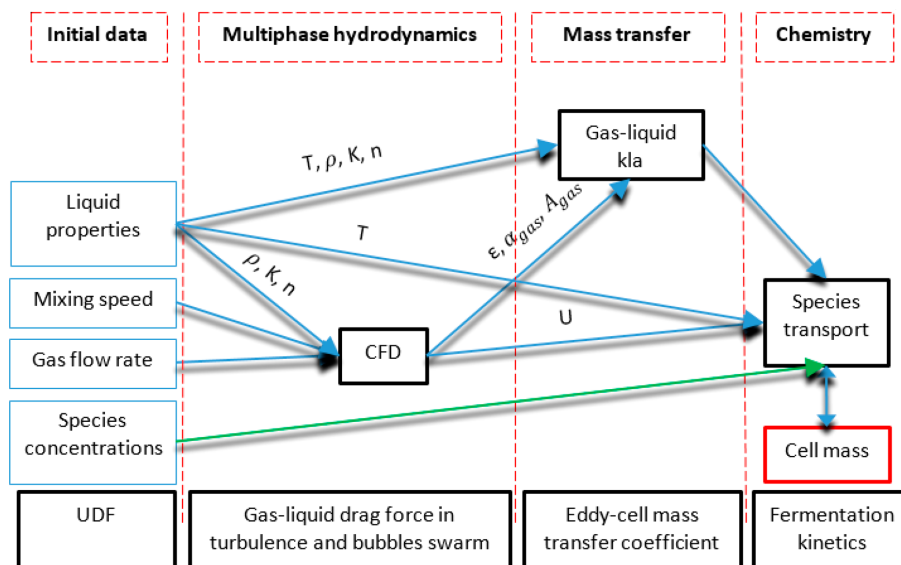 Initial data
Multiphase hydrodynamics
Mass transfer
Chemistry
Gas-liquid
kla
T, ρ, K, n
ε, α_gas, A_gas
Liquid
properties
T
ρ, K, n
Mixing speed
Species
transport
U
CFD
Gas flow rate
Species
concentrations
Cell mass
UDF
Gas-liquid drag force in
turbulence and bubbles swarm
Eddy-cell mass
transfer coefficient
Fermentation
kinetics